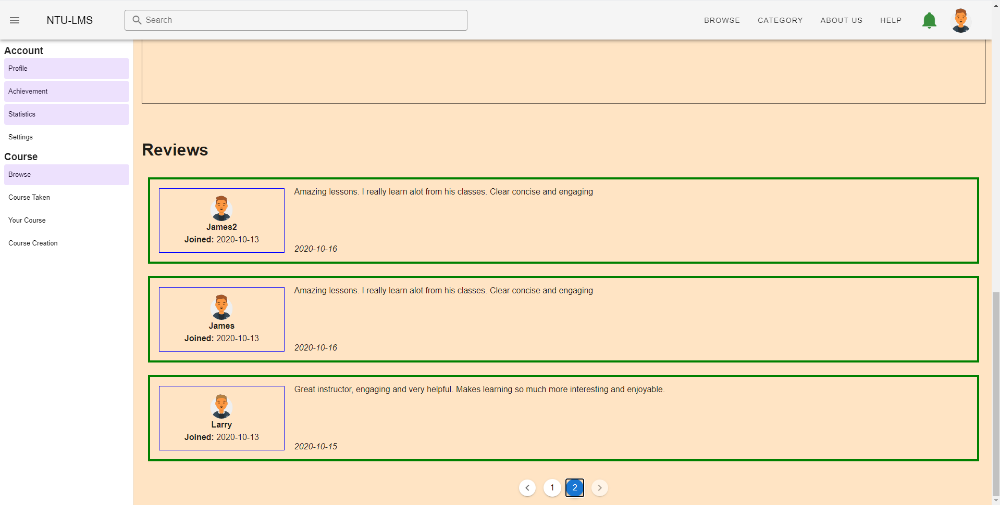 NTU-LMS
Search
BROWSE
CATEGORY
ABOUT US
HELP
Account
Profile
Achievement
Statistics
Settings
Course
Browse
Course Taken
Your Course
Course Creation
Reviews
Amazing lessons. I really learn alot from his classes. Clear concise and engaging
James2
Joined: 2020-10-13
2020-10-16
Amazing lessons. I really learn alot from his classes. Clear concise and engaging
James
Joined: 2020-10-13
2020-10-16
Great instructor, engaging and very helpful. Makes learning so much more interesting and enjoyable.
Larry
Joined: 2020-10-13
2020-10-15
1
2